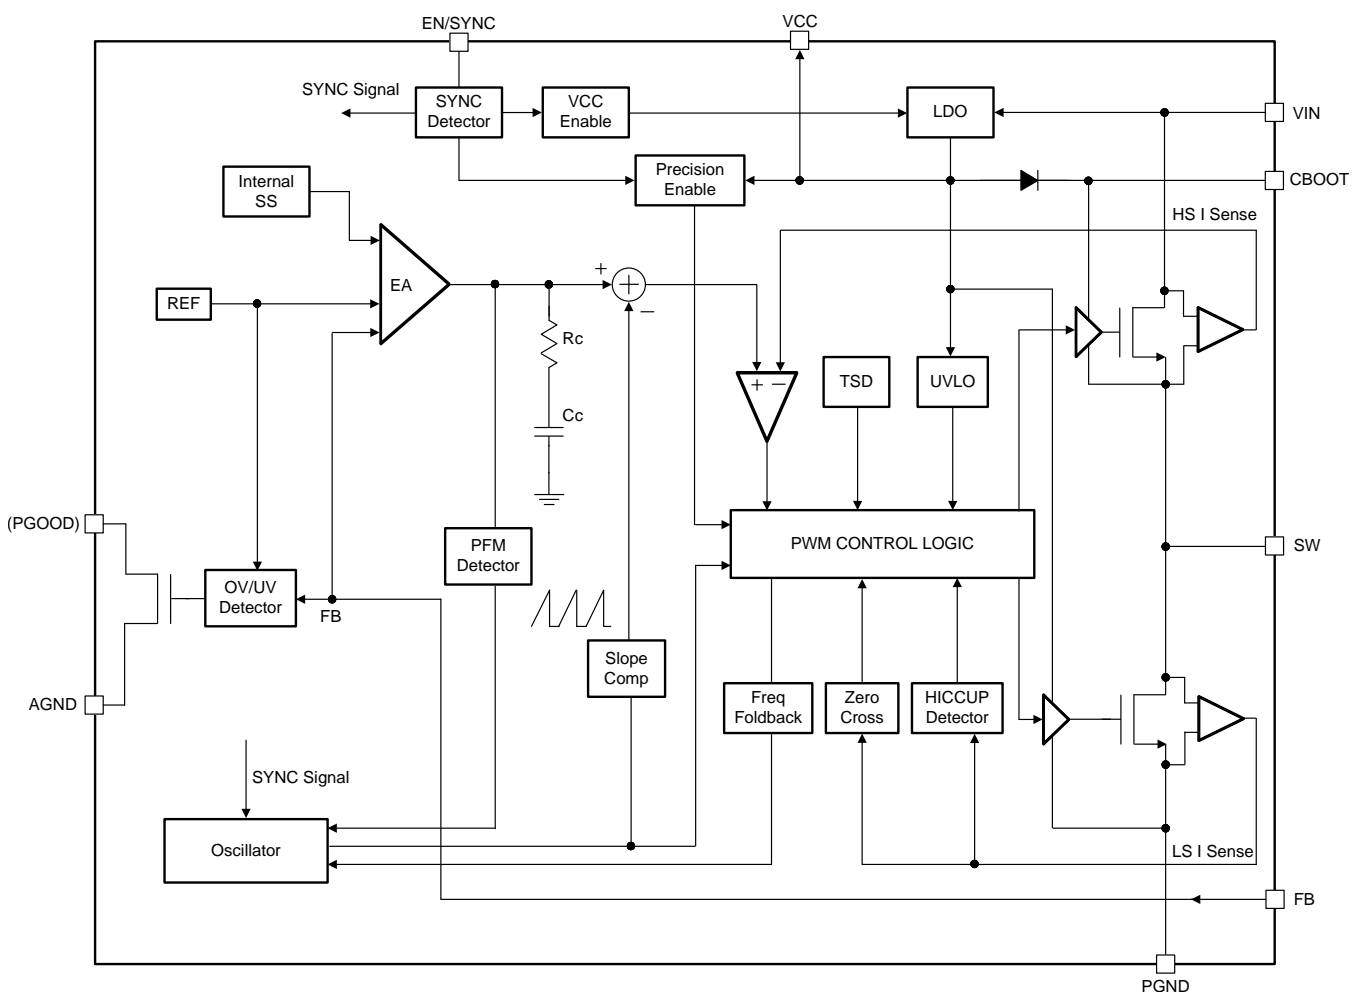 EN/SYNC
VCC
SYNC Signal
SYNC
Detector
VCC
Enable
LDO
VIN
Precision
Enable
CBOOT
Internal
SS
HS I Sense
+
EA
+
REF
−
Rc
TSD
UVLO
+ −
Cc
(PGOOD)
PFM
Detector
PWM CONTROL LOGIC
SW
OV/UV
Detector
FB
Slope
Comp
AGND
Freq
Foldback
Zero
Cross
HICCUP
Detector
SYNC Signal
Oscillator
LS I Sense
FB
PGND